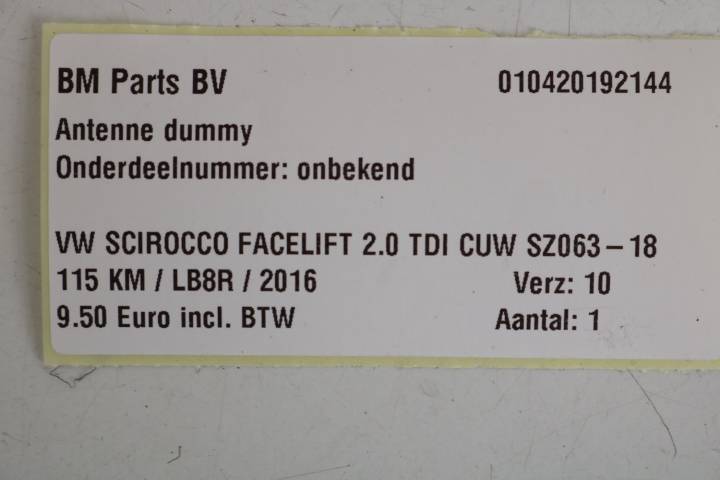 BM Parts BV 010420192144
Antenne dummy
Onderdeelnummer: onbekend
VW SCIROCCO FACELIFT 2.0 TDI CUW SZ063-18
115 KM / LB8R / 2016 Verz: 10
9.50 Euro incl. BTW Aantal: 1